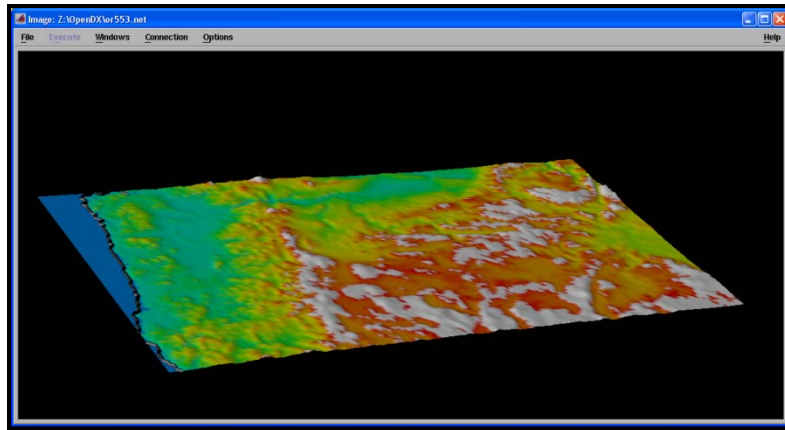 Image: Z:\OpenDX\or553.net
File Execute Windows Connection Options Help